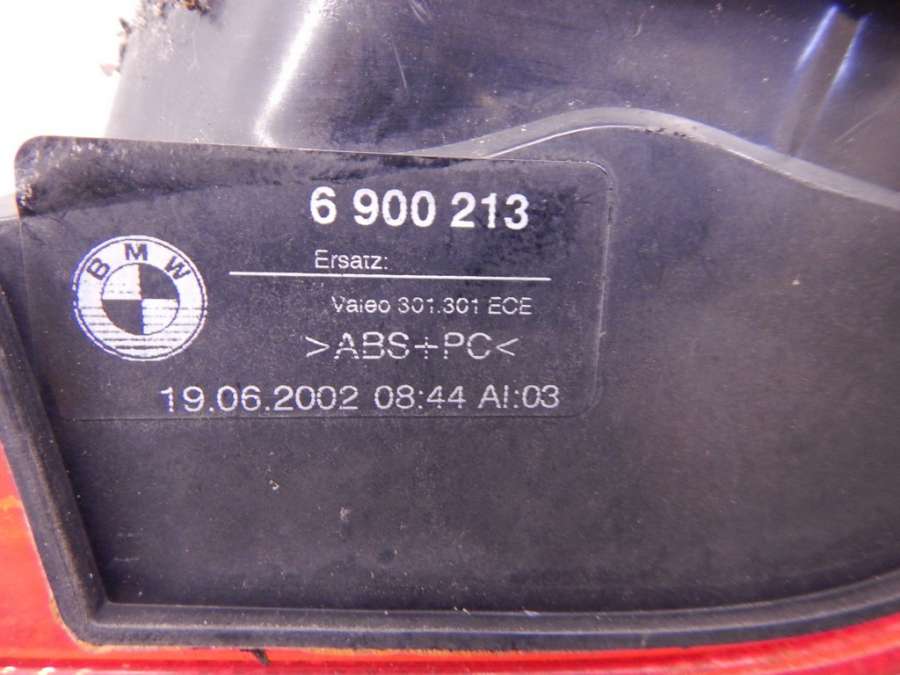 6 900 213
Ersatz:
BMW
Valeo 301.301 ECE
>ABS+PC<
19.06.2002 08:44 AI:03